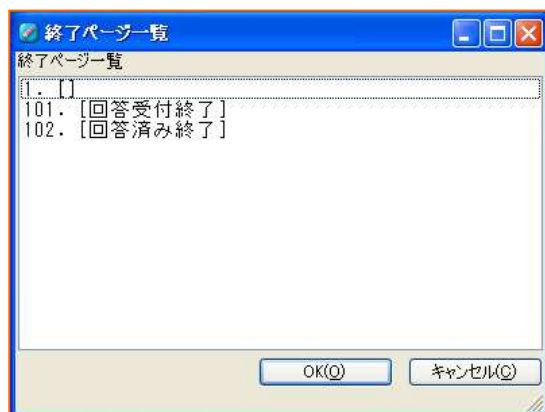 終了ページ一覧
終了ページ一覧
1. []
101. [回答受付終了]
102. [回答済み終了]
OK(O)
キャンセル(C)